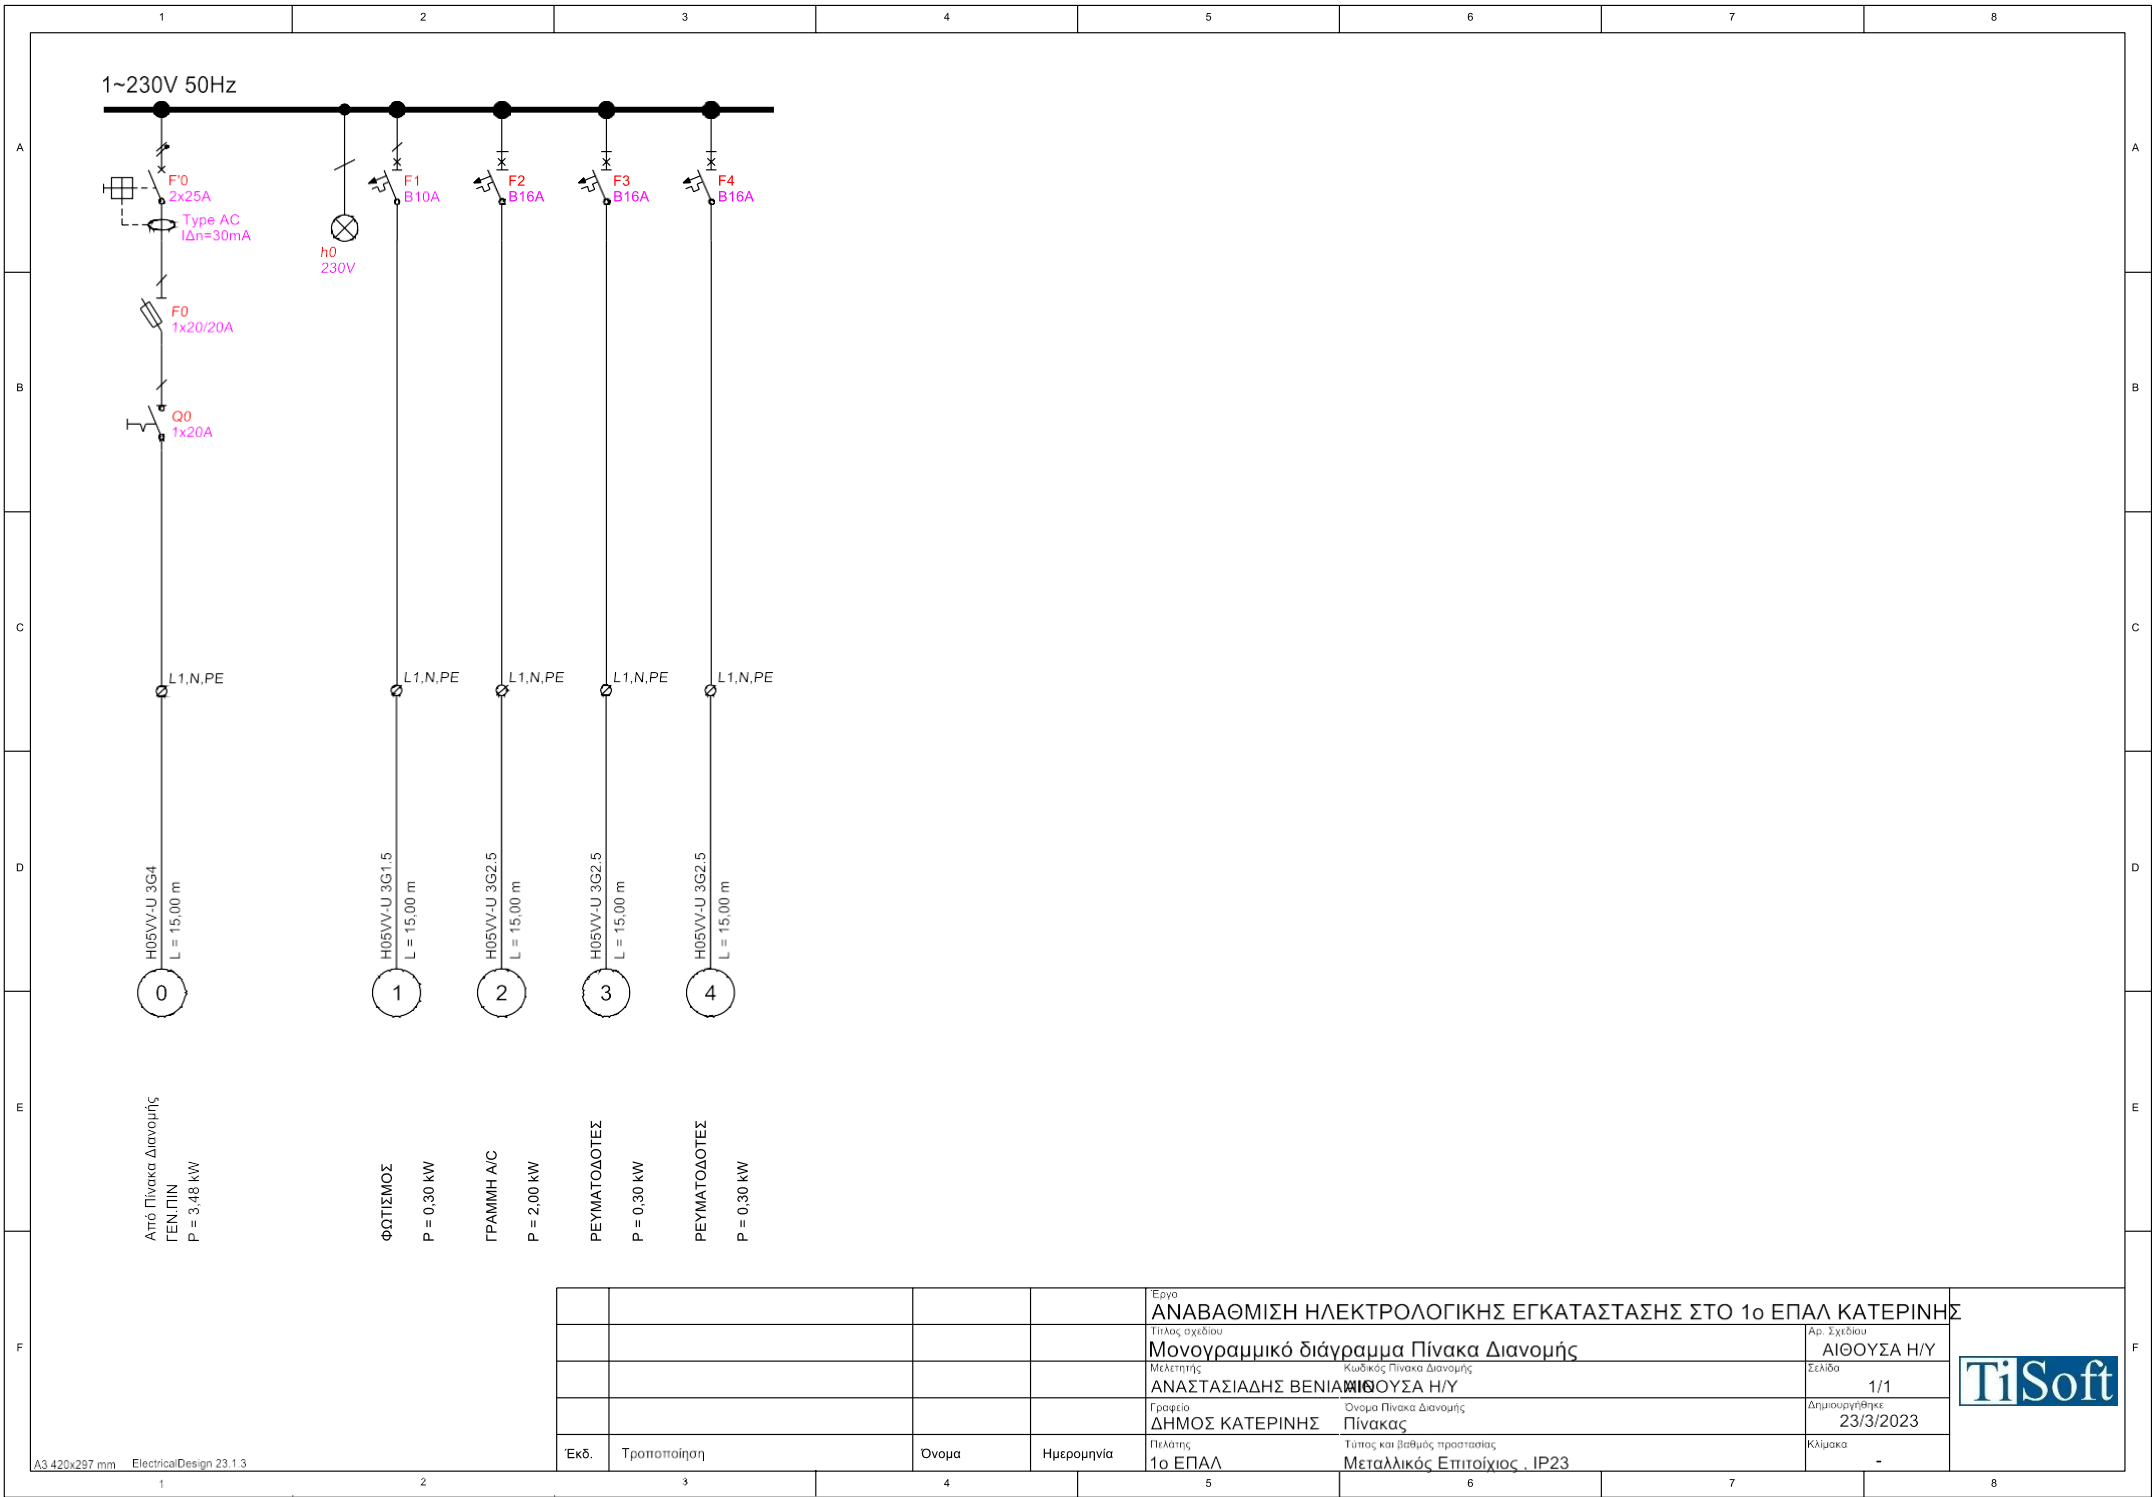 1 2 3 4 5 6 7 8
1~230V 50Hz
A A
F'0
2x25A
Type AC
IΔn=30mA
h0
230V
F1
B10A
F2
B16A
F3
B16A
F4
B16A
F0
1x20/20A
B B
Q0
1x20A
C C
L1,N,PE
L1,N,PE
L1,N,PE
L1,N,PE
L1,N,PE
D D
H05VV-U 3G4
L = 15,00 m
H05VV-U 3G1.5
L = 15,00 m
H05VV-U 3G2.5
L = 15,00 m
H05VV-U 3G2.5
L = 15,00 m
H05VV-U 3G2.5
L = 15,00 m
0 1 2 3 4
E E
Από Πίνακα Διανομής
ΓΕΝ.ΠΙΝ
P = 3,48 kW
ΦΩΤΙΣΜΟΣ
P = 0,30 kW
ΓΡΑΜΜΗ A/C
P = 2,00 kW
ΡΕΥΜΑΤΟΔΟΤΕΣ
P = 0,30 kW
ΡΕΥΜΑΤΟΔΟΤΕΣ
P = 0,30 kW
F F
Έργο
ΑΝΑΒΑΘΜΙΣΗ ΗΛΕΚΤΡΟΛΟΓΙΚΗΣ ΕΓΚΑΤΑΣΤΑΣΗΣ ΣΤΟ 1ο ΕΠΑΛ ΚΑΤΕΡΙΝΗΣ
Τίτλος σχεδίου
Μονογραμμικό διάγραμμα Πίνακα Διανομής
Αρ. Σχεδίου
ΑΙΘΟΥΣΑ Η/Υ
Μελετητής
ΑΝΑΣΤΑΣΙΑΔΗΣ ΒΕΝΙΑΜΙΝ
Κωδικός Πίνακα Διανομής
ΑΙΘΟΥΣΑ Η/Υ
Σελίδα
1/1
Γραφείο
ΔΗΜΟΣ ΚΑΤΕΡΙΝΗΣ
Όνομα Πίνακα Διανομής
Πίνακας
Δημιουργήθηκε
23/3/2023
Πελάτης
1ο ΕΠΑΛ
Τύπος και βαθμός προστασίας
Μεταλλικός Επιτοίχιος , IP23
Κλίμακα
-
TiSoft
Έκδ. Τροποποίηση Όνομα Ημερομηνία
A3 420x297 mm ElectricalDesign 23.1.3
1 2 3 4 5 6 7 8